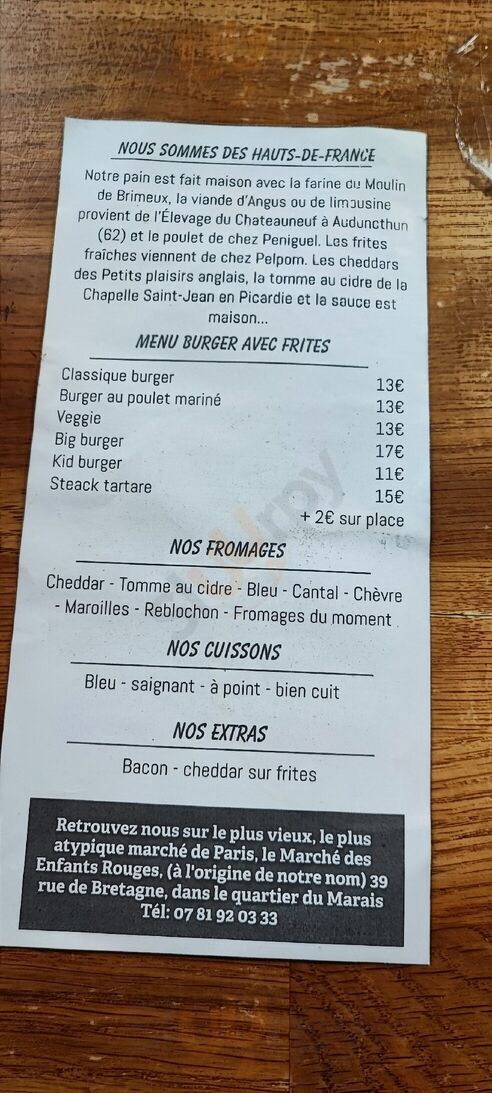 NOUS SOMMES DES HAUTS-DE-FRANCE
Notre pain est fait maison avec la farine du Moulin
de Brimeux, la viande d'Angus ou de limousine
provient de l'Élevage du Chateauneuf à Auduncthun
(62) et le poulet de chez Peniguel. Les frites
fraîches viennent de chez Pelpom. Les cheddars
des Petits plaisirs anglais, la tomme au cidre de la
Chapelle Saint-Jean en Picardie et la sauce est
maison...
MENU BURGER AVEC FRITES
Classique burger 13€
Burger au poulet mariné 13€
Veggie 13€
Big burger 17€
Kid burger 11€
Steack tartare 15€
+ 2€ sur place
NOS FROMAGES
Cheddar - Tomme au cidre - Bleu - Cantal - Chèvre
- Maroilles - Reblochon - Fromages du moment
NOS CUISSONS
Bleu - saignant - à point - bien cuit
NOS EXTRAS
Bacon - cheddar sur frites
Retrouvez nous sur le plus vieux, le plus
atypique marché de Paris, le Marché des
Enfants Rouges, (à l'origine de notre nom) 39
rue de Bretagne, dans le quartier du Marais
Tél: 07 81 92 03 33